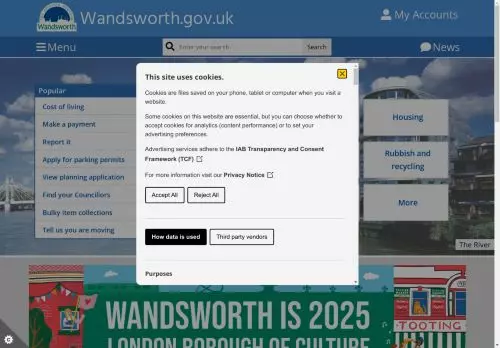 Wandsworth
Wandsworth.gov.uk
My Accounts
Menu
Enter your search
Search
News
Popular
Cost of living
Make a payment
Report it
Apply for parking permits
View planning application
Find your Councillors
Bulky item collections
Tell us you are moving
This site uses cookies.
Cookies are files saved on your phone, tablet or computer when you visit a
website.
Some cookies on this website are essential, but you can choose whether to
accept cookies for analytics (content performance) or to set your
advertising preferences.
Advertising services adhere to the IAB Transparency and Consent
Framework (TCF)
For more information visit our Privacy Notice
Accept All
Reject All
How data is used
Third party vendors
Purposes
Housing
Rubbish and
recycling
More
The River
WANDSWORTH IS 2025
LONDON BOROUGH OF CULTURE
TOOTING